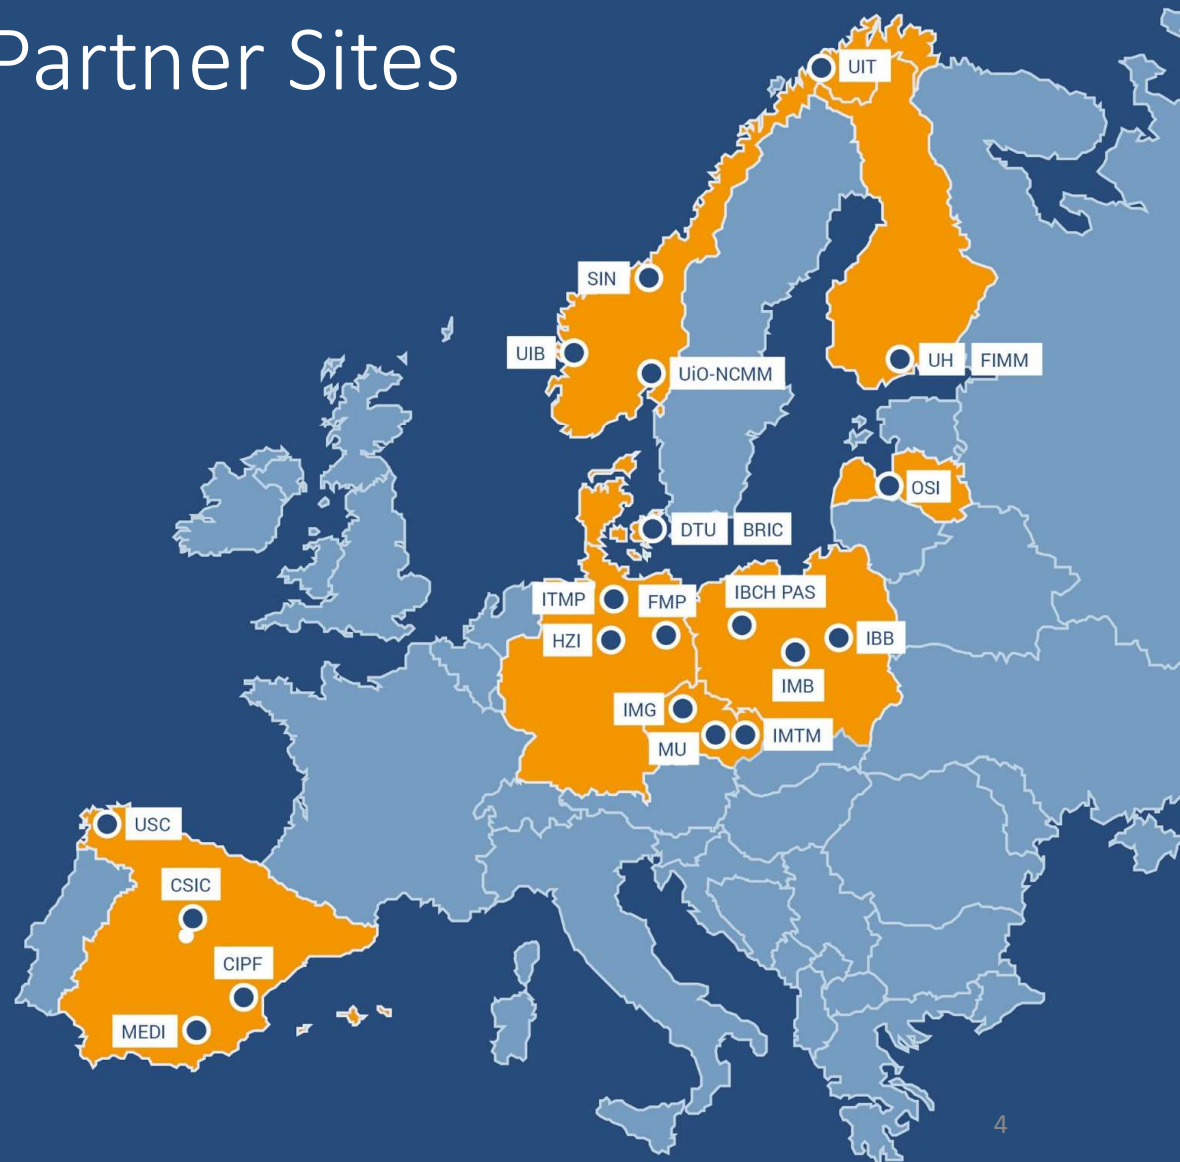 Partner Sites
UIT
SIN
UIB
UiO-NCMM
UH FIMM
OSI
DTU BRIC
ITMP
FMP
IBCH PAS
HZI
IBB
IMB
IMG
MU
IMTM
USC
CSIC
CIPF
MEDI
4